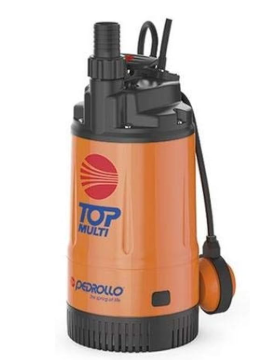 TOP
MULTI
PEDROLLO
the spring of life